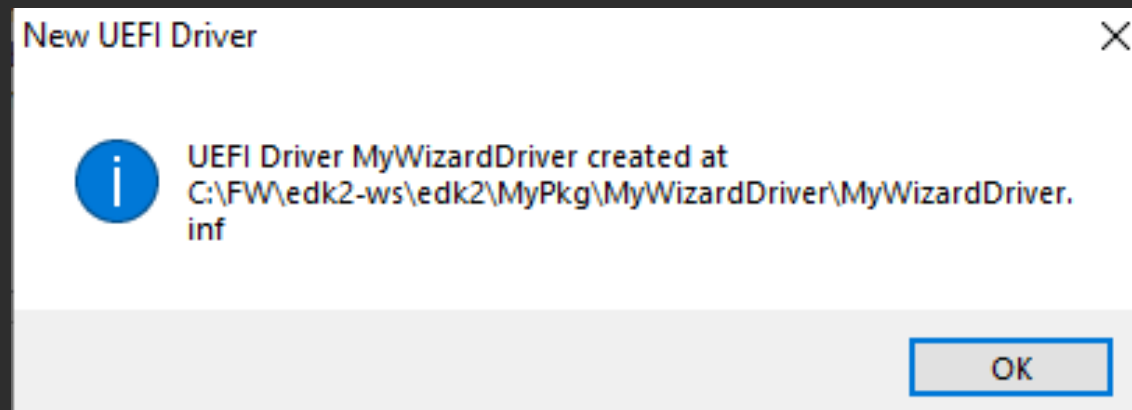 New UEFI Driver
UEFI Driver MyWizardDriver created at
C:\FW\edk2-ws\edk2\MyPkg\MyWizardDriver\MyWizardDriver.
inf
OK